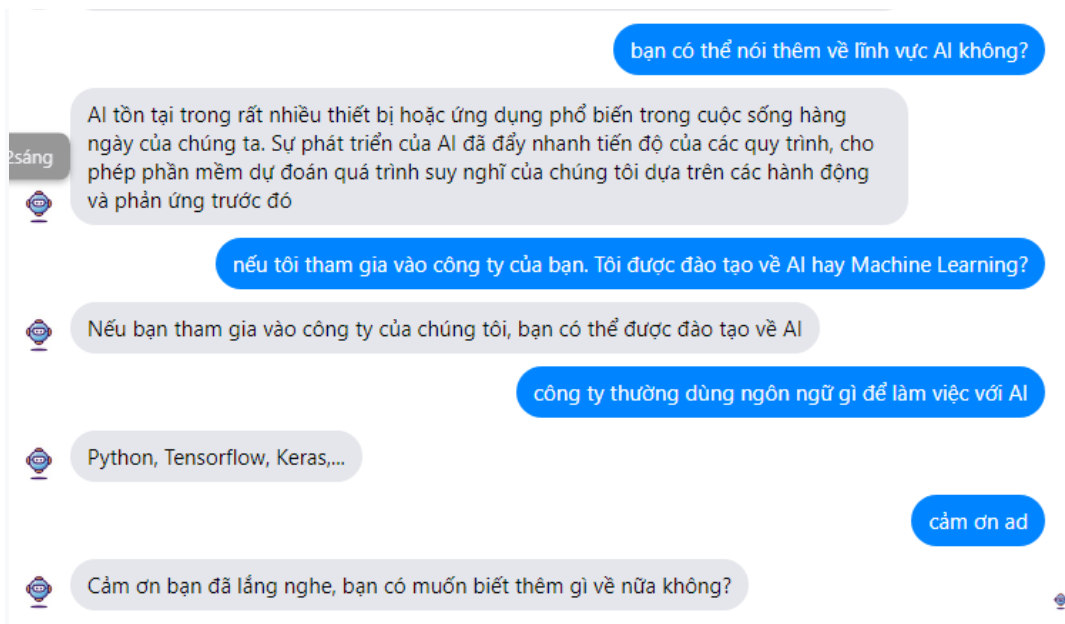 bạn có thể nói thêm về lĩnh vực AI không?
AI tồn tại trong rất nhiều thiết bị hoặc ứng dụng phổ biến trong cuộc sống hàng
ngày của chúng ta. Sự phát triển của AI đã đẩy nhanh tiến độ của các quy trình, cho
phép phần mềm dự đoán quá trình suy nghĩ của chúng tôi dựa trên các hành động
và phản ứng trước đó
2sáng
nếu tôi tham gia vào công ty của bạn. Tôi được đào tạo về AI hay Machine Learning?
Nếu bạn tham gia vào công ty của chúng tôi, bạn có thể được đào tạo về AI
công ty thường dùng ngôn ngữ gì để làm việc với AI
Python, Tensorflow, Keras,...
cảm ơn ad
Cảm ơn bạn đã lắng nghe, bạn có muốn biết thêm gì về nữa không?